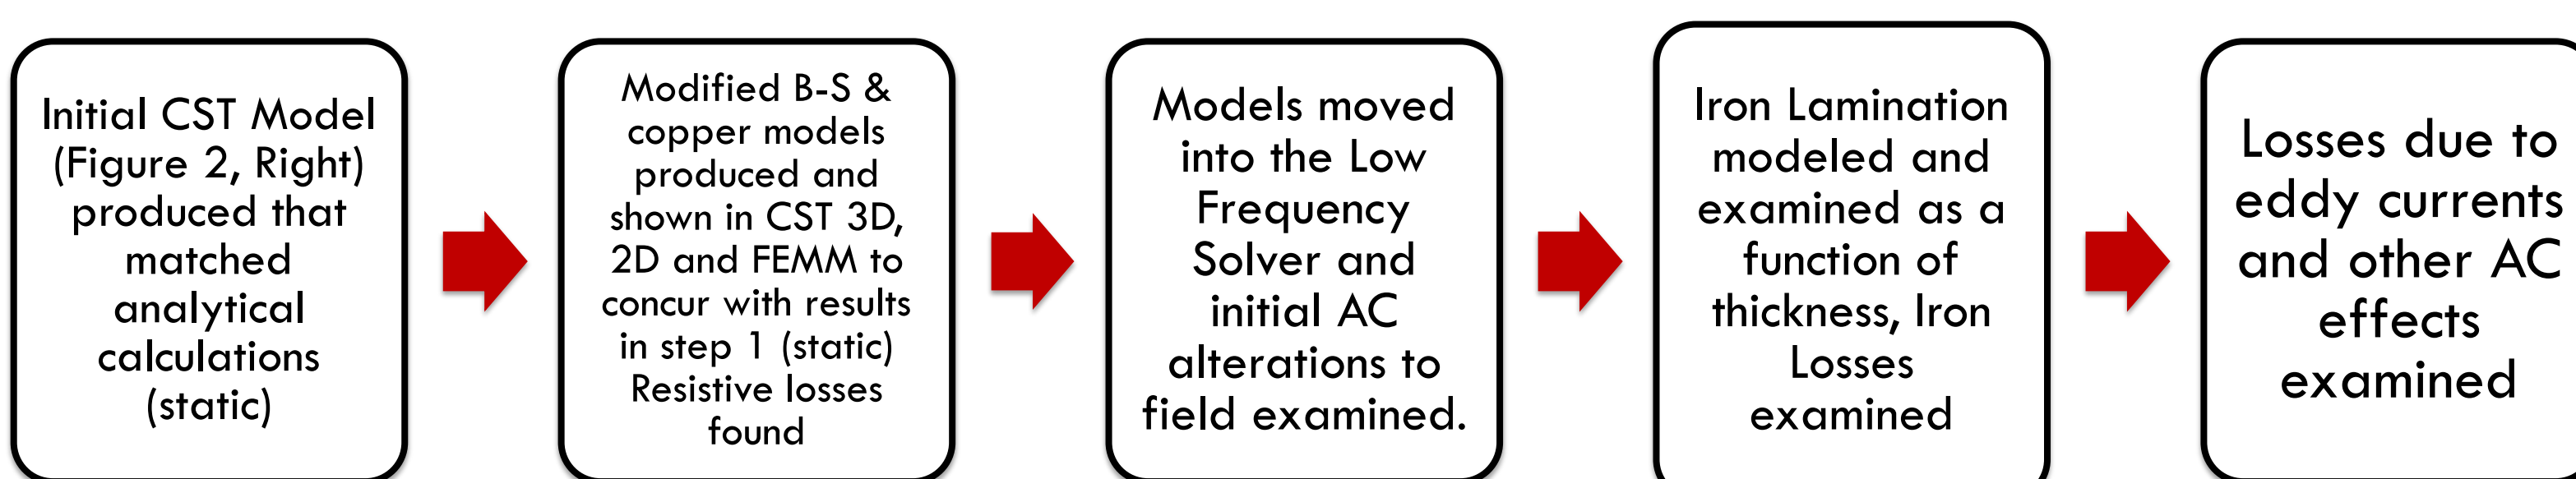 Initial CST Model
(Figure 2, Right)
produced that
matched
analytical
calculations
(static)
Modified B-S &
copper models
produced and
shown in CST 3D,
2D and FEMM to
concur with results
in step 1 (static)
Resistive losses
found
Models moved
into the Low
Frequency
Solver and
initial AC
alterations to
field examined.
Iron Lamination
modeled and
examined as a
function of
thickness, Iron
Losses
examined
Losses due to
eddy currents
and other AC
effects
examined